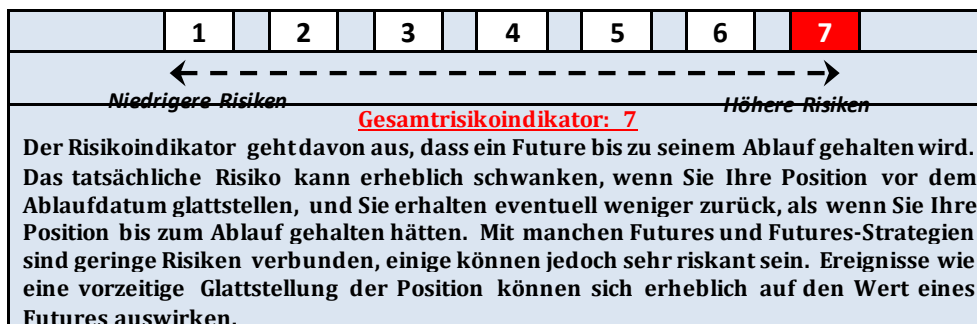 1 2 3 4 5 6 7
Niedrigere Risiken Höhere Risiken
Gesamtrisikoindikator: 7
Der Risikoindikator geht davon aus, dass ein Future bis zu seinem Ablauf gehalten wird.
Das tatsächliche Risiko kann erheblich schwanken, wenn Sie Ihre Position vor dem
Ablaufdatum glattstellen, und Sie erhalten eventuell weniger zurück, als wenn Sie Ihre
Position bis zum Ablauf gehalten hätten. Mit manchen Futures und Futures-Strategien
sind geringe Risiken verbunden, einige können jedoch sehr riskant sein. Ereignisse wie
eine vorzeitige Glattstellung der Position können sich erheblich auf den Wert eines
Futures auswirken.